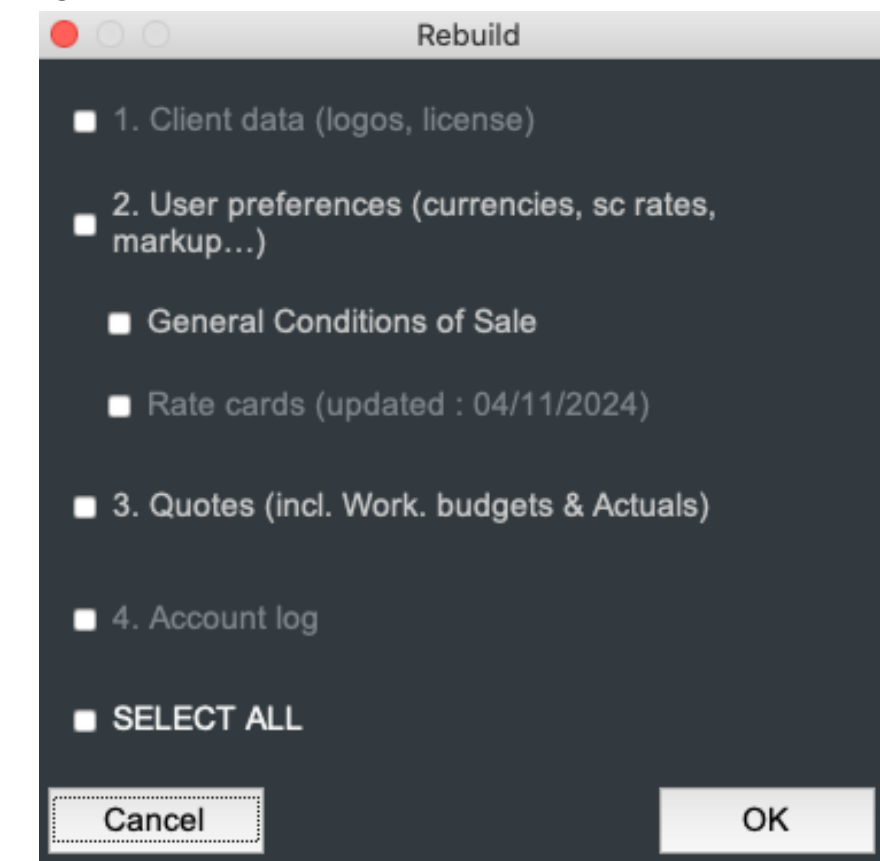 Rebuild
1. Client data (logos, license)
2. User preferences (currencies, sc rates,
markup...)
General Conditions of Sale
Rate cards (updated : 04/11/2024)
3. Quotes (incl. Work. budgets & Actuals)
4. Account log
SELECT ALL
Cancel
OK